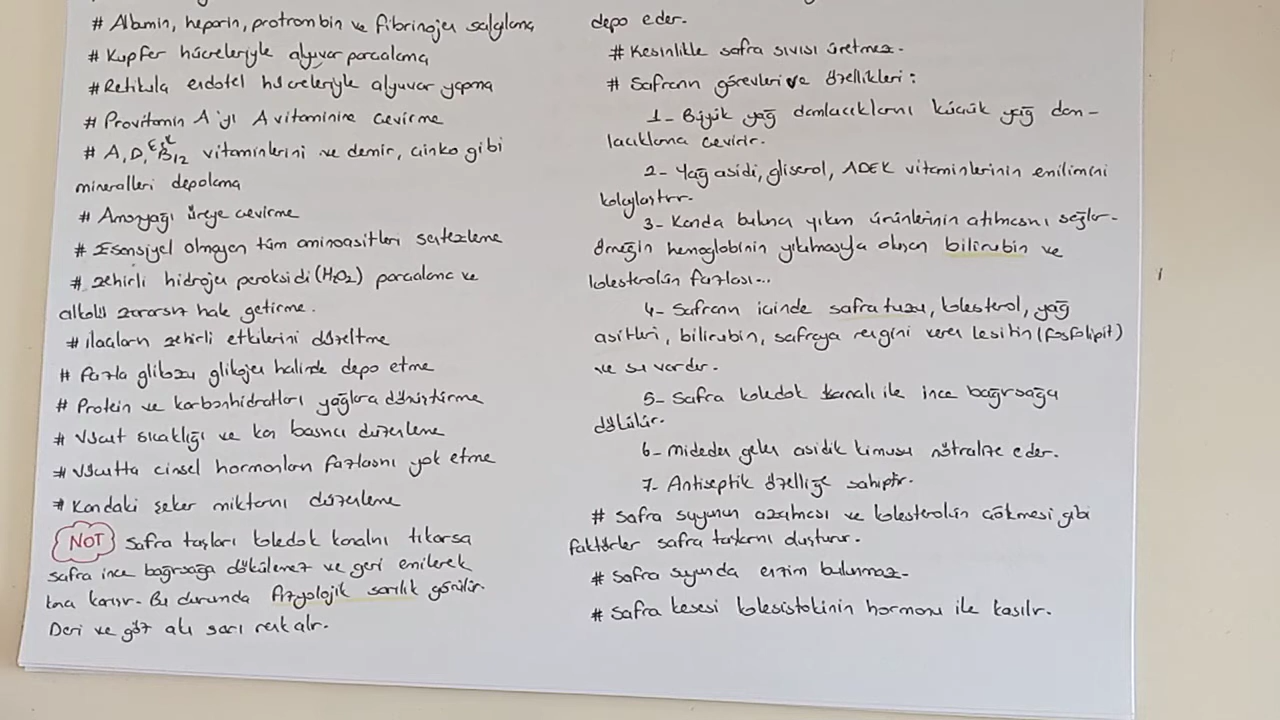 # Albumin, heparin, protrombin ve fibrinojen salgılama
# Kupfer hücreleriyle alyuvar parçalama
# Retikula endotel hücreleriyle alyuvar yapma
# Provitamin A'yı A vitaminine çevirme
# A, D, E, K, B12 vitaminlerini ve demir, çinko gibi
mineralleri depolama
# Amonyağı üreye çevirme
# Esansiyel olmayan tüm aminoasitleri sentezleme
# zehirli hidrojen peroksidi (H2O2) parçalama ve
alkolü zararsız hale getirme.
# ilaçların zehirli etkilerini düzeltme
# Fazla glikozu glikojen halinde depo etme
# Protein ve karbonhidratları yağlara dönüştürme
# Vücut sıcaklığı ve kan basıncı düzenleme
# Vücutta cinsel hormonların fazlasını yok etme
# Kandaki şeker miktarını düzenleme
NOT Safra taşları koledok kanalını tıkarsa
safra ince bağırsağa dökülemez ve geri emilerek
kana karışır. Bu durumda sarılık görülür.
Deri ve göz akı sarı renk alır.
depo eder.
# Kesinlikle safra sıvısı üretmez.
# Safranın görevleri ve özellikleri:
1- Büyük yağ damlacıklarını küçük yağ dam-
lacıklarına çevirir.
2- Yağ asidi, gliserol, ADEK vitaminlerinin emilimini
kolaylaştırır.
3- Kanda bulunan yıkım ürünlerinin atılmasını sağlar.
örneğin hemoglobinin yıkılmasıyla oluşan bilirubin ve
kolesterolün fazlası...
4- Safranın içinde safra tuzu, kolesterol, yağ
asitleri, bilirubin, safraya rengini veren lesitin (fosfolipit)
ve su vardır.
5- Safra koledok kanalı ile ince bağırsağa
dökülür.
6- Mideden gelen asidik kimusu nötralize eder.
7- Antiseptik özelliğe sahiptir.
# Safra suyunun azalması ve kolesterolün çökmesi gibi
faktörler safra taşlarını oluşturur.
# Safra suyunda enzim bulunmaz.
# Safra kesesi kolesistokinin hormonu ile kasılır.